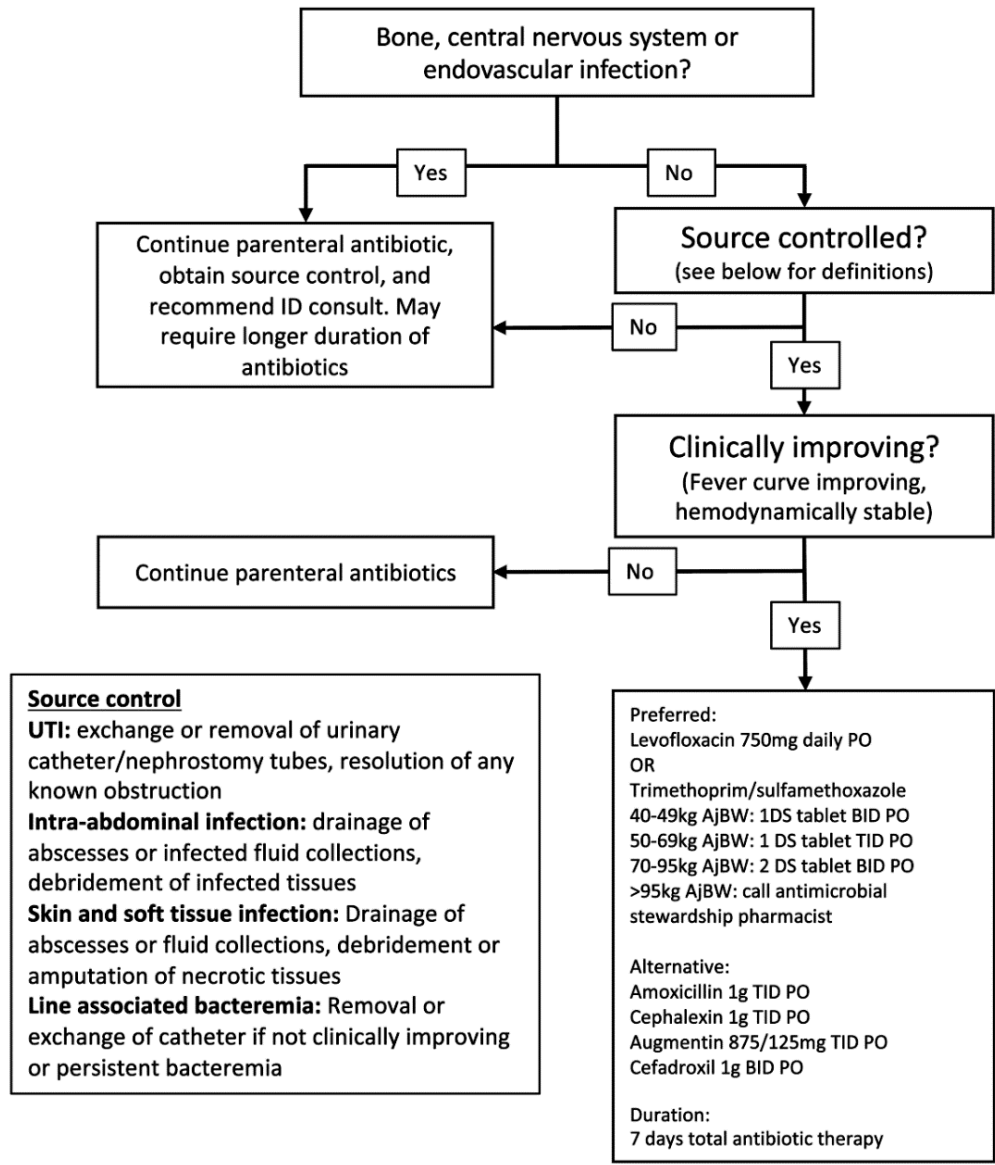 Bone, central nervous system or
endovascular infection?
Yes
No
Continue parenteral antibiotic,
obtain source control, and
recommend ID consult. May
require longer duration of
antibiotics
Source controlled?
(see below for definitions)
No
Yes
Clinically improving?
(Fever curve improving,
hemodynamically stable)
Continue parenteral antibiotics
No
Yes
Source control
UTI: exchange or removal of urinary
catheter/nephrostomy tubes, resolution of any
known obstruction
Intra-abdominal infection: drainage of
abscesses or infected fluid collections,
debridement of infected tissues
Skin and soft tissue infection: Drainage of
abscesses or fluid collections, debridement or
amputation of necrotic tissues
Line associated bacteremia: Removal or
exchange of catheter if not clinically improving
or persistent bacteremia
Preferred:
Levofloxacin 750mg daily PO
OR
Trimethoprim/sulfamethoxazole
40-49kg AjBW: 1DS tablet BID PO
50-69kg AjBW: 1 DS tablet TID PO
70-95kg AjBW: 2 DS tablet BID PO
>95kg AjBW: call antimicrobial
stewardship pharmacist
Alternative:
Amoxicillin 1g TID PO
Cephalexin 1g TID PO
Augmentin 875/125mg TID PO
Cefadroxil 1g BID PO
Duration:
7 days total antibiotic therapy